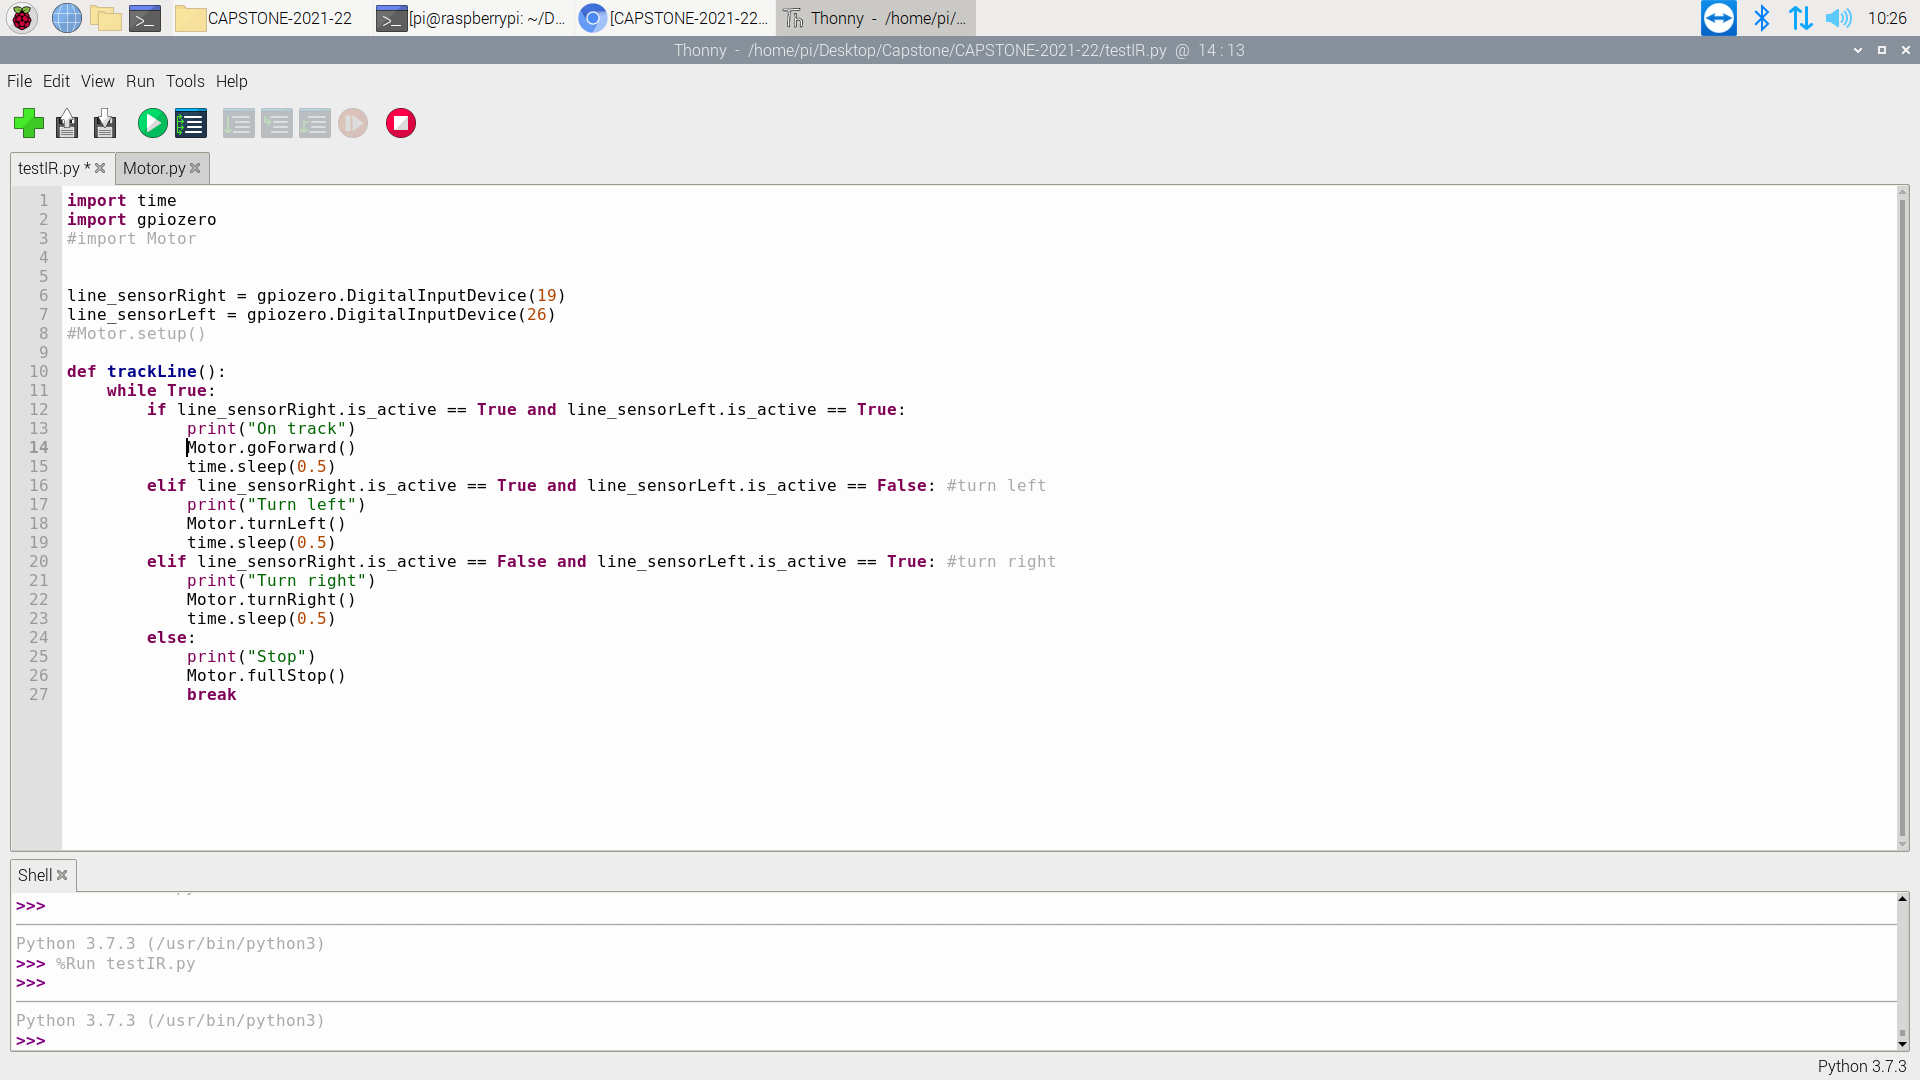 CAPSTONE-2021-22
[pi@raspberrypi: ~/D...
[CAPSTONE-2021-22...
Thonny - /home/pi/...
10:26
Thonny - /home/pi/Desktop/Capstone/CAPSTONE-2021-22/testIR.py @ 14 : 13
File Edit View Run Tools Help
testIR.py *
Motor.py
1 import time
2 import gpiozero
3 #import Motor
4
5
6 line_sensorRight = gpiozero.DigitalInputDevice(19)
7 line_sensorLeft = gpiozero.DigitalInputDevice(26)
8 #Motor.setup()
9
10 def trackLine():
11     while True:
12         if line_sensorRight.is_active == True and line_sensorLeft.is_active == True:
13             print("On track")
14             Motor.goForward()
15             time.sleep(0.5)
16         elif line_sensorRight.is_active == True and line_sensorLeft.is_active == False: #turn left
17             print("Turn left")
18             Motor.turnLeft()
19             time.sleep(0.5)
20         elif line_sensorRight.is_active == False and line_sensorLeft.is_active == True: #turn right
21             print("Turn right")
22             Motor.turnRight()
23             time.sleep(0.5)
24         else:
25             print("Stop")
26             Motor.fullStop()
27             break
Shell
>>>
Python 3.7.3 (/usr/bin/python3)
>>> %Run testIR.py
>>>
Python 3.7.3 (/usr/bin/python3)
>>>
Python 3.7.3